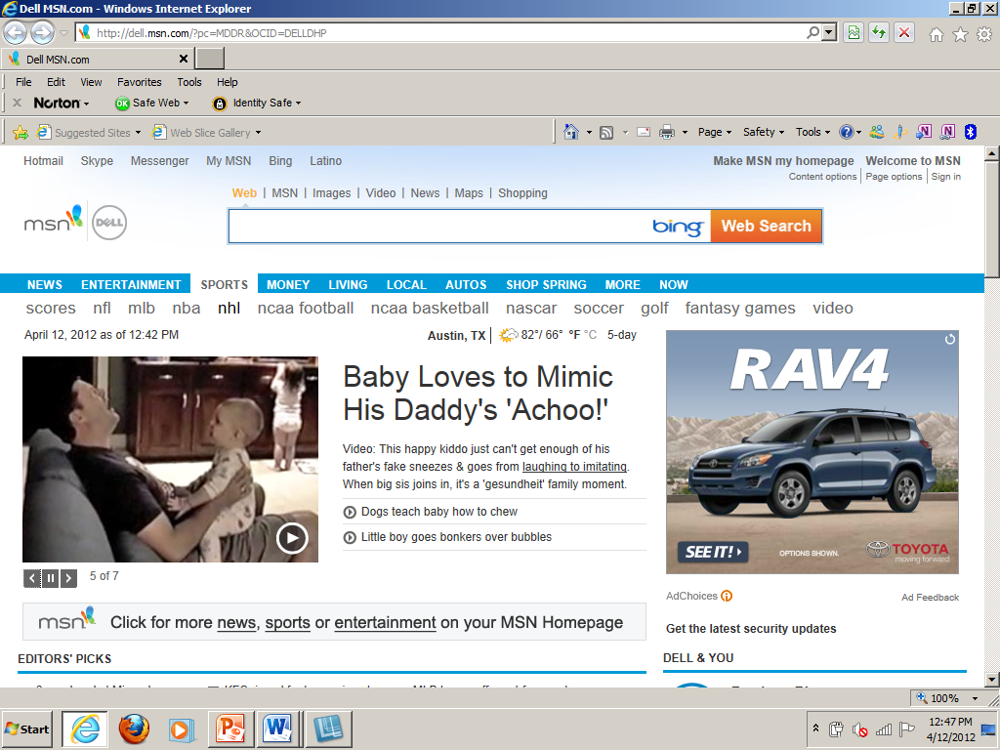 Dell MSN.com - Windows Internet Explorer
http://dell.msn.com/?pc=MDDR&OCID=DELLDHP
Dell MSN.com
File Edit View Favorites Tools Help
Norton OK Safe Web Identity Safe
Suggested Sites Web Slice Gallery Page Safety Tools
Hotmail Skype Messenger My MSN Bing Latino Make MSN my homepage Welcome to MSN
Content options Page options Sign in
Web MSN Images Video News Maps Shopping
msn DELL bing Web Search
NEWS ENTERTAINMENT SPORTS MONEY LIVING LOCAL AUTOS SHOP SPRING MORE NOW
scores nfl mlb nba nhl ncaa football ncaa basketball nascar soccer golf fantasy games video
April 12, 2012 as of 12:42 PM Austin, TX 82°/ 66° °F °C 5-day
Baby Loves to Mimic
His Daddy's 'Achoo!'
Video: This happy kiddo just can't get enough of his
father's fake sneezes & goes from laughing to imitating.
When big sis joins in, it's a 'gesundheit' family moment.
Dogs teach baby how to chew
Little boy goes bonkers over bubbles
5 of 7
RAV4
SEE IT! OPTIONS SHOWN. TOYOTA
moving forward
AdChoices Ad Feedback
msn Click for more news, sports or entertainment on your MSN Homepage
Get the latest security updates
EDITORS' PICKS
DELL & YOU
100%
Start
12:47 PM
4/12/2012